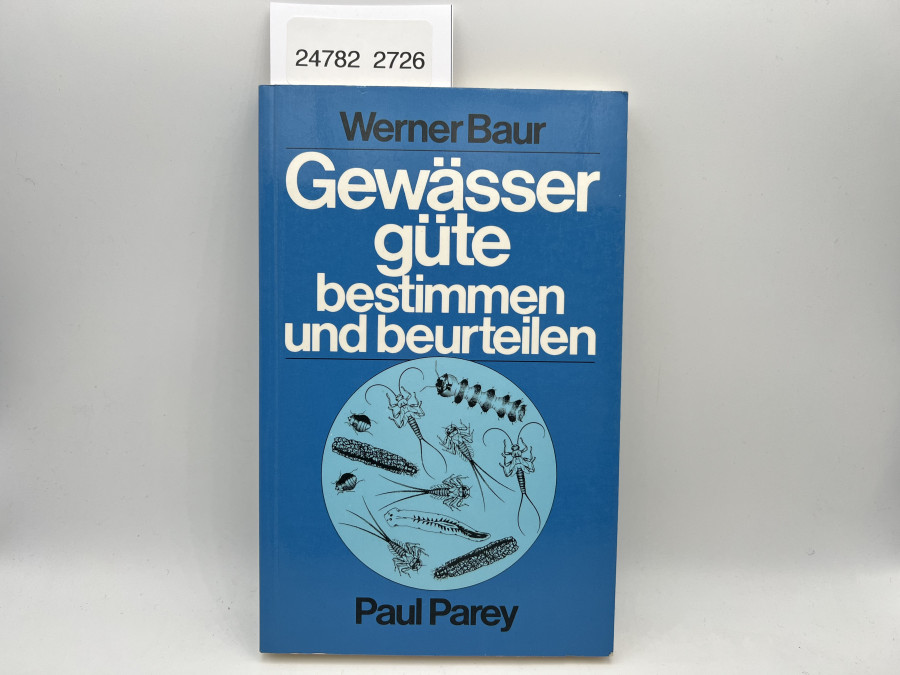 24782 2726
Werner Baur
Gewässer
güte
bestimmen
und beurteilen
Paul Parey